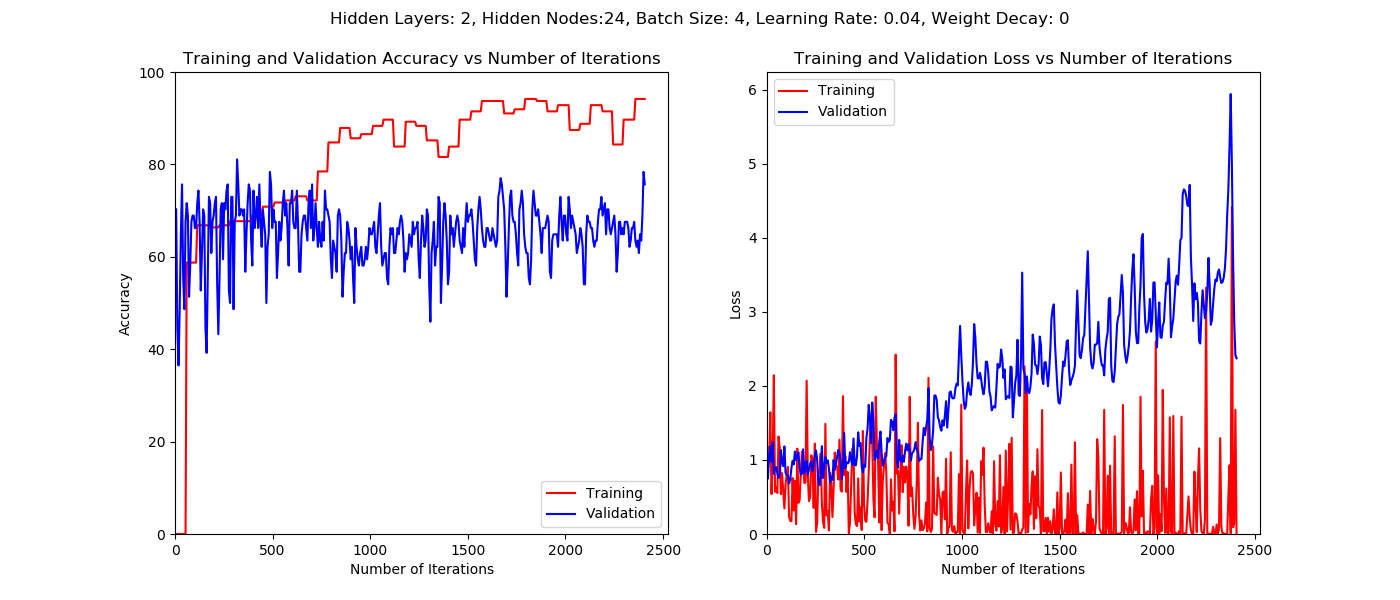 Hidden Layers: 2, Hidden Nodes:24, Batch Size: 4, Learning Rate: 0.04, Weight Decay: 0
Training and Validation Accuracy vs Number of Iterations
100
80
60
40
20
0
Accuracy
0 500 1000 1500 2000 2500
Number of Iterations
Training
Validation
Training and Validation Loss vs Number of Iterations
Training
Validation
6
5
4
3
2
1
0
Loss
0 500 1000 1500 2000 2500
Number of Iterations